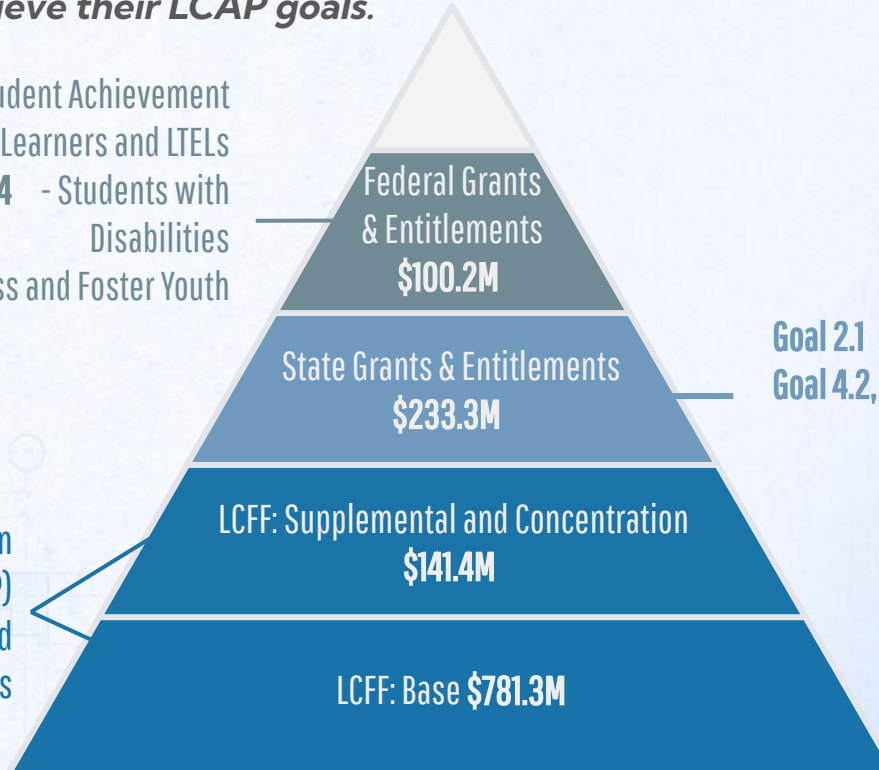 ieve their LCAP goals.
udent Achievement
Learners and LTELs
4 - Students with
Disabilities
ss and Foster Youth
Federal Grants
& Entitlements
$100.2M
State Grants & Entitlements
$233.3M
Goal 2.1
Goal 4.2,
LCFF: Supplemental and Concentration
$141.4M
)
d
s
LCFF: Base $781.3M